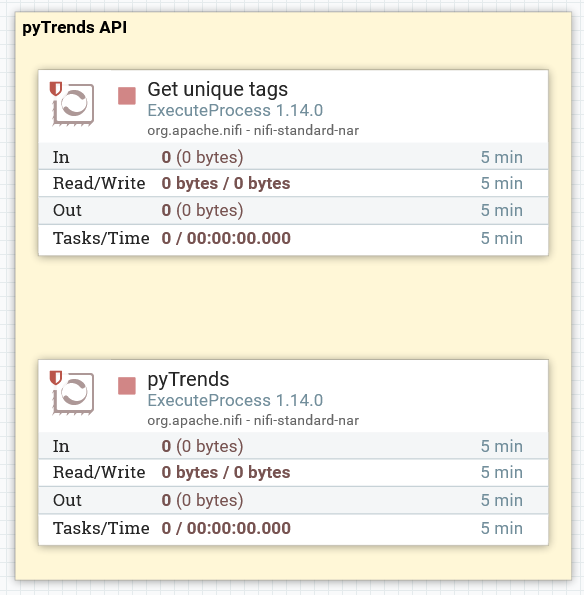 pyTrends API
Get unique tags
ExecuteProcess 1.14.0
org.apache.nifi - nifi-standard-nar
In 0 (0 bytes) 5 min
Read/Write 0 bytes / 0 bytes 5 min
Out 0 (0 bytes) 5 min
Tasks/Time 0 / 00:00:00.000 5 min
pyTrends
ExecuteProcess 1.14.0
org.apache.nifi - nifi-standard-nar
In 0 (0 bytes) 5 min
Read/Write 0 bytes / 0 bytes 5 min
Out 0 (0 bytes) 5 min
Tasks/Time 0 / 00:00:00.000 5 min